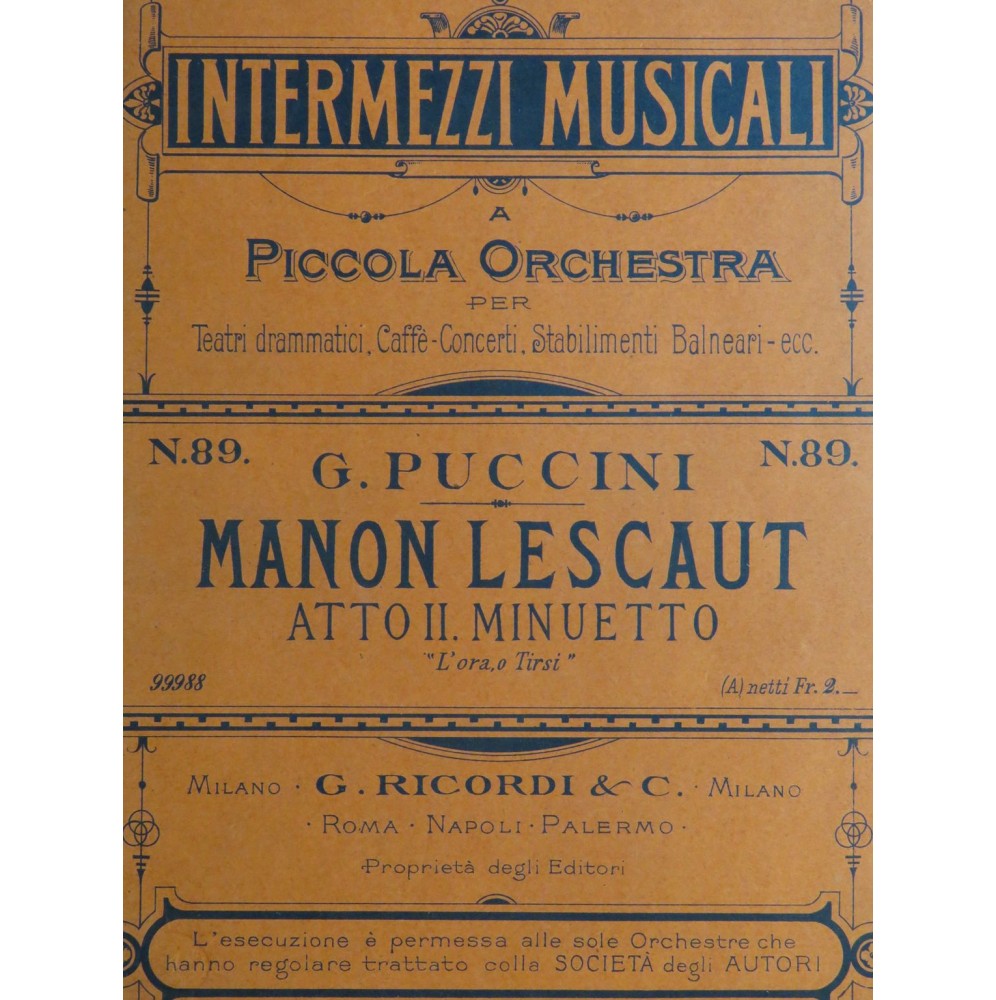 INTERMEZZI MUSICALI
A
PICCOLA ORCHESTRA
PER
Teatri drammatici, Caffè-Concerti, Stabilimenti Balneari - ecc.
N.89. N.89.
G. PUCCINI
MANON LESCAUT
ATTO II. MINUETTO
"L'ora, o Tirsi"
99988 (A) netti Fr. 2.—
MILANO · G. RICORDI & C. · MILANO
· ROMA · NAPOLI · PALERMO ·
Proprietà degli Editori
L'esecuzione è permessa alle sole Orchestre che
hanno regolare trattato colla SOCIETÀ degli AUTORI